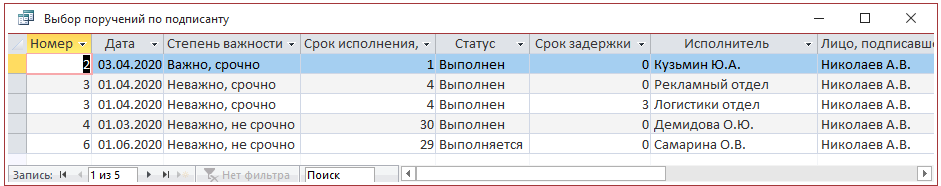 Выбор поручений по подписанту
Номер Дата Степень важности Срок исполнения, Статус Срок задержки Исполнитель Лицо, подписавше
2 03.04.2020 Важно, срочно 1 Выполнен 0 Кузьмин Ю.А. Николаев А.В.
3 01.04.2020 Неважно, срочно 4 Выполнен 0 Рекламный отдел Николаев А.В.
3 01.04.2020 Неважно, срочно 4 Выполнен 3 Логистики отдел Николаев А.В.
4 01.03.2020 Неважно, не срочно 30 Выполнен 0 Демидова О.Ю. Николаев А.В.
6 01.06.2020 Неважно, не срочно 29 Выполняется 0 Самарина О.В. Николаев А.В.
Запись: 1 из 5 Нет фильтра Поиск